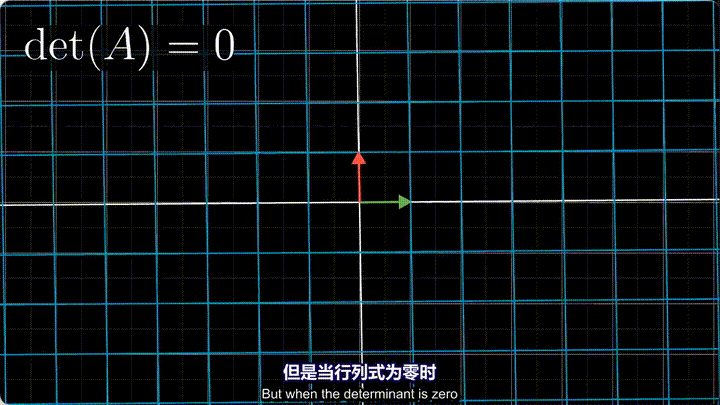 det(A) = 0
但是当行列式为零时
But when the determinant is zero